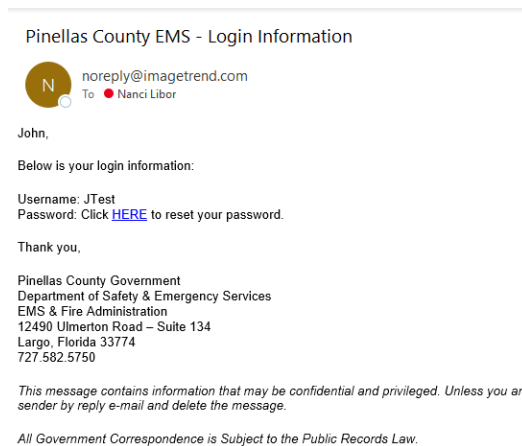 Pinellas County EMS - Login Information
N
noreply@imagetrend.com
To Nanci Libor
John,
Below is your login information:
Username: JTest
Password: Click HERE to reset your password.
Thank you,
Pinellas County Government
Department of Safety & Emergency Services
EMS & Fire Administration
12490 Ulmerton Road – Suite 134
Largo, Florida 33774
727.582.5750
This message contains information that may be confidential and privileged. Unless you
sender by reply e-mail and delete the message.
All Government Correspondence is Subject to the Public Records Law.